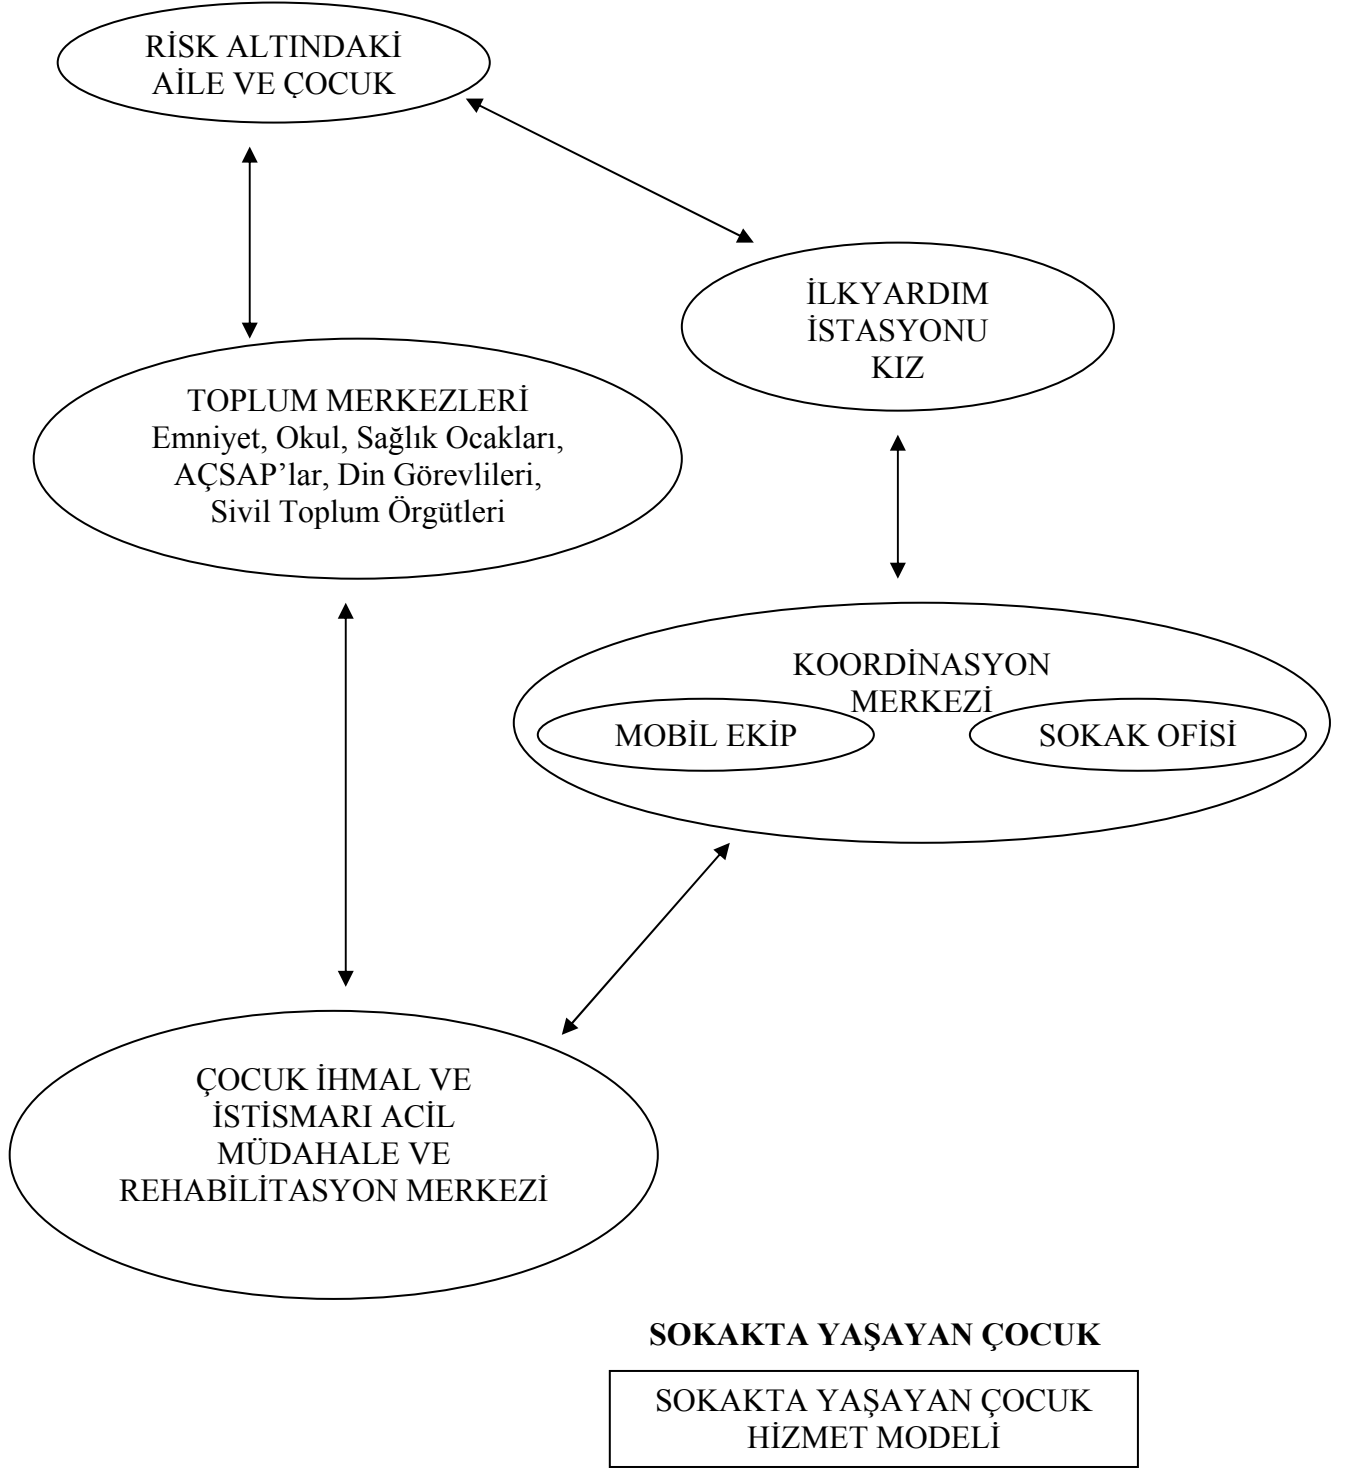 RİSK ALTINDAKİ
AİLE VE ÇOCUK
İLKYARDIM
İSTASYONU
KIZ
TOPLUM MERKEZLERİ
Emniyet, Okul, Sağlık Ocakları,
AÇSAP’lar, Din Görevlileri,
Sivil Toplum Örgütleri
KOORDİNASYON
MERKEZİ
MOBİL EKİP
SOKAK OFİSİ
ÇOCUK İHMAL VE
İSTİSMARI ACİL
MÜDAHALE VE
REHABİLİTASYON MERKEZİ
SOKAKTA YAŞAYAN ÇOCUK
SOKAKTA YAŞAYAN ÇOCUK
HİZMET MODELİ